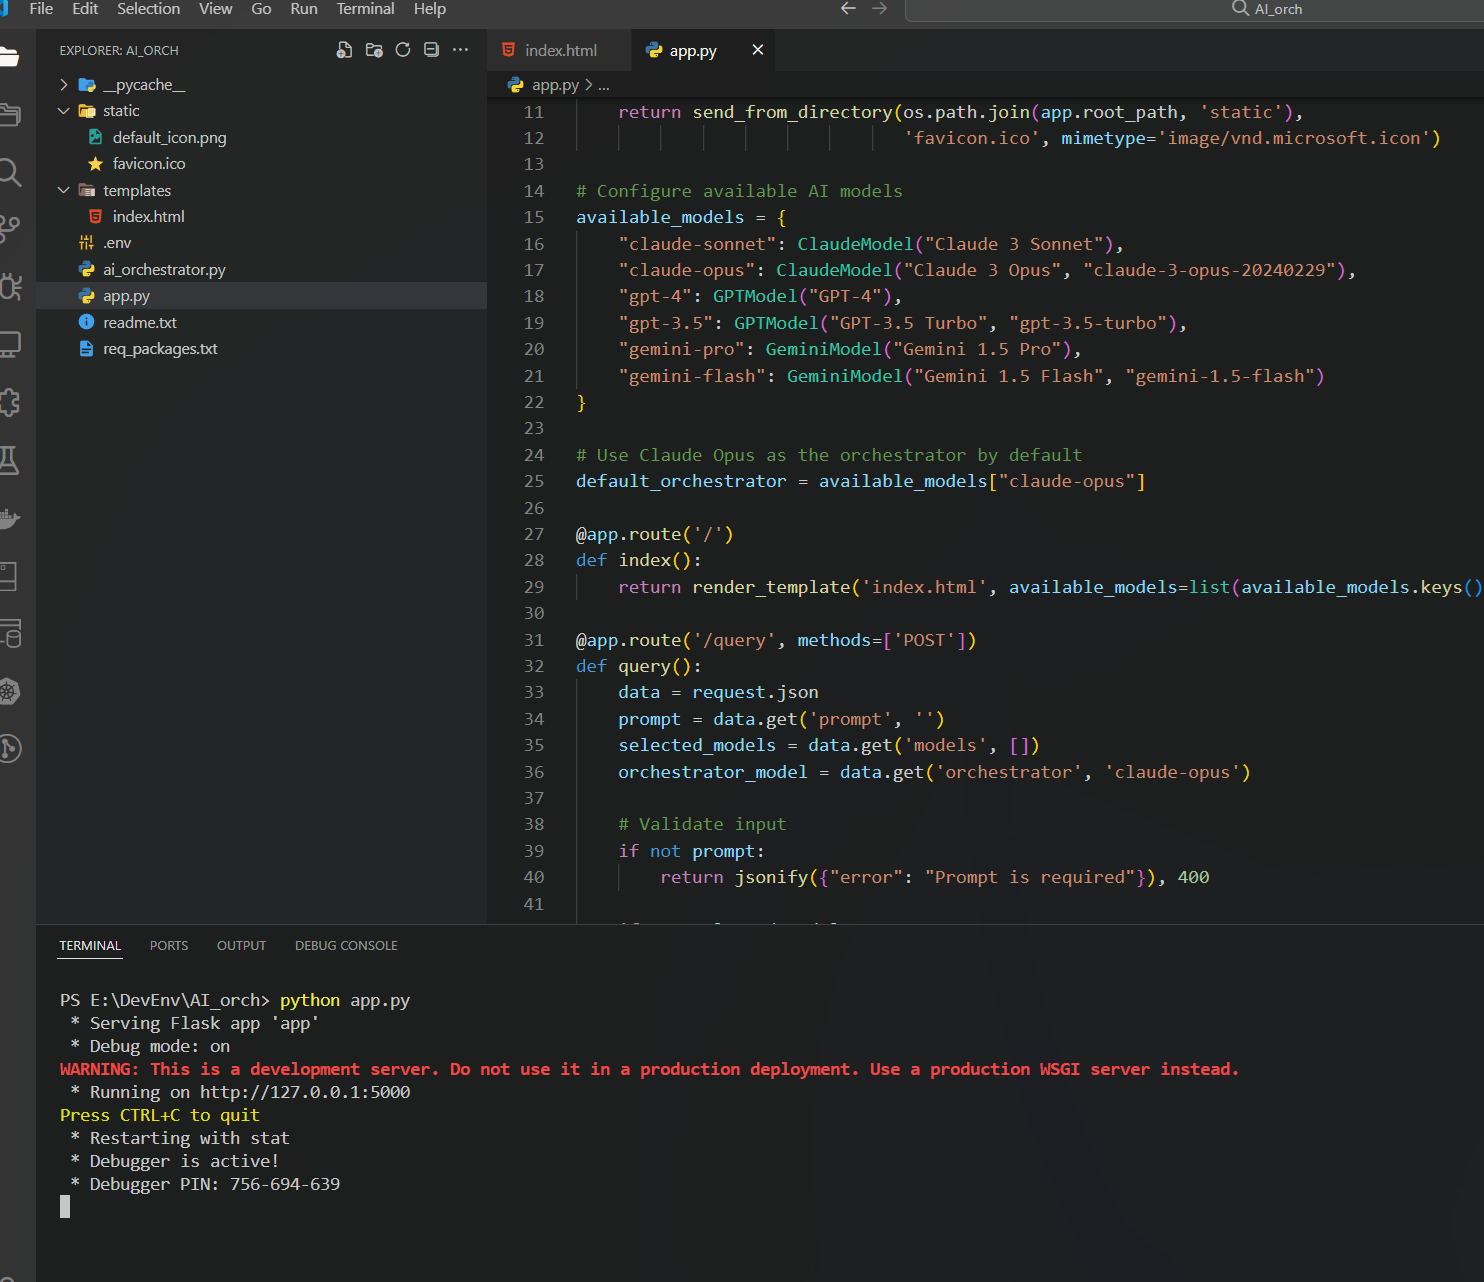 File Edit Selection View Go Run Terminal Help
AI_orch
EXPLORER: AI_ORCH
__pycache__
static
default_icon.png
favicon.ico
templates
index.html
.env
ai_orchestrator.py
app.py
readme.txt
req_packages.txt
index.html
app.py
app.py > ...
11 return send_from_directory(os.path.join(app.root_path, 'static'),
12 'favicon.ico', mimetype='image/vnd.microsoft.icon')
13
14 # Configure available AI models
15 available_models = {
16 "claude-sonnet": ClaudeModel("Claude 3 Sonnet"),
17 "claude-opus": ClaudeModel("Claude 3 Opus", "claude-3-opus-20240229"),
18 "gpt-4": GPTModel("GPT-4"),
19 "gpt-3.5": GPTModel("GPT-3.5 Turbo", "gpt-3.5-turbo"),
20 "gemini-pro": GeminiModel("Gemini 1.5 Pro"),
21 "gemini-flash": GeminiModel("Gemini 1.5 Flash", "gemini-1.5-flash")
22 }
23
24 # Use Claude Opus as the orchestrator by default
25 default_orchestrator = available_models["claude-opus"]
26
27 @app.route('/')
28 def index():
29 return render_template('index.html', available_models=list(available_models.keys()
30
31 @app.route('/query', methods=['POST'])
32 def query():
33 data = request.json
34 prompt = data.get('prompt', '')
35 selected_models = data.get('models', [])
36 orchestrator_model = data.get('orchestrator', 'claude-opus')
37
38 # Validate input
39 if not prompt:
40 return jsonify({"error": "Prompt is required"}), 400
41
TERMINAL PORTS OUTPUT DEBUG CONSOLE
PS E:\DevEnv\AI_orch> python app.py
* Serving Flask app 'app'
* Debug mode: on
WARNING: This is a development server. Do not use it in a production deployment. Use a production WSGI server instead.
* Running on http://127.0.0.1:5000
Press CTRL+C to quit
* Restarting with stat
* Debugger is active!
* Debugger PIN: 756-694-639